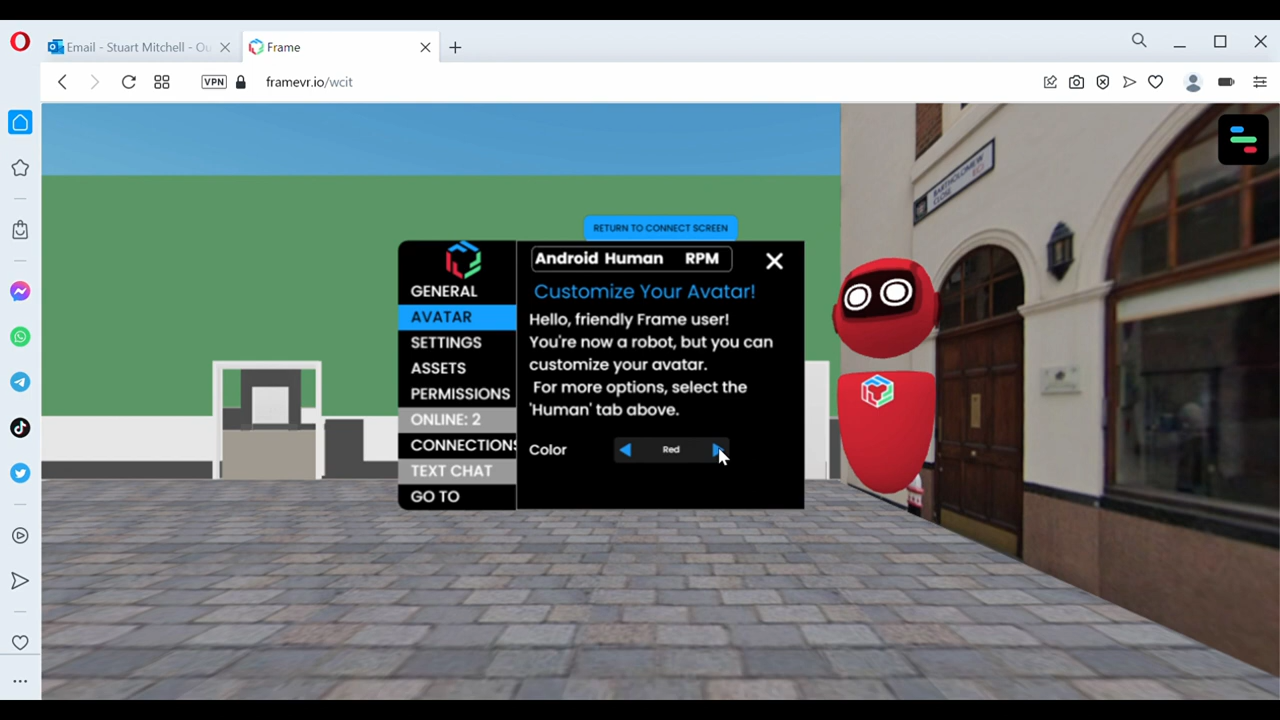 Email - Stuart Mitchell - Ou
Frame
VPN
framevr.io/wcit
BARTHOLOMEW
CLOSE
RETURN TO CONNECT SCREEN
Android Human RPM
GENERAL
AVATAR
SETTINGS
ASSETS
PERMISSIONS
ONLINE: 2
CONNECTIONS
TEXT CHAT
GO TO
Customize Your Avatar!
Hello, friendly Frame user!
You're now a robot, but you can
customize your avatar.
For more options, select the
'Human' tab above.
Color
Red